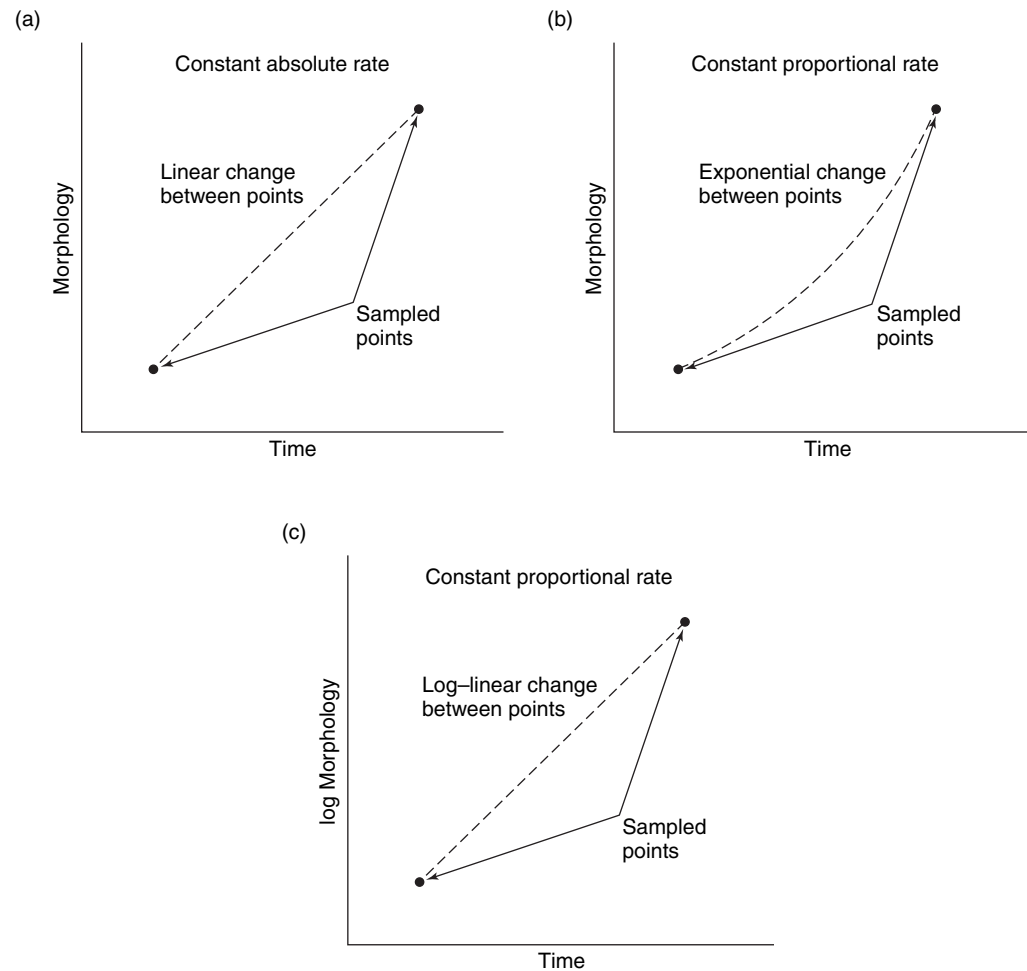 (a)
Constant absolute rate
Linear change
between points
Sampled
points
Morphology
Time
(b)
Constant proportional rate
Exponential change
between points
Sampled
points
Morphology
Time
(c)
Constant proportional rate
Log–linear change
between points
Sampled
points
log Morphology
Time